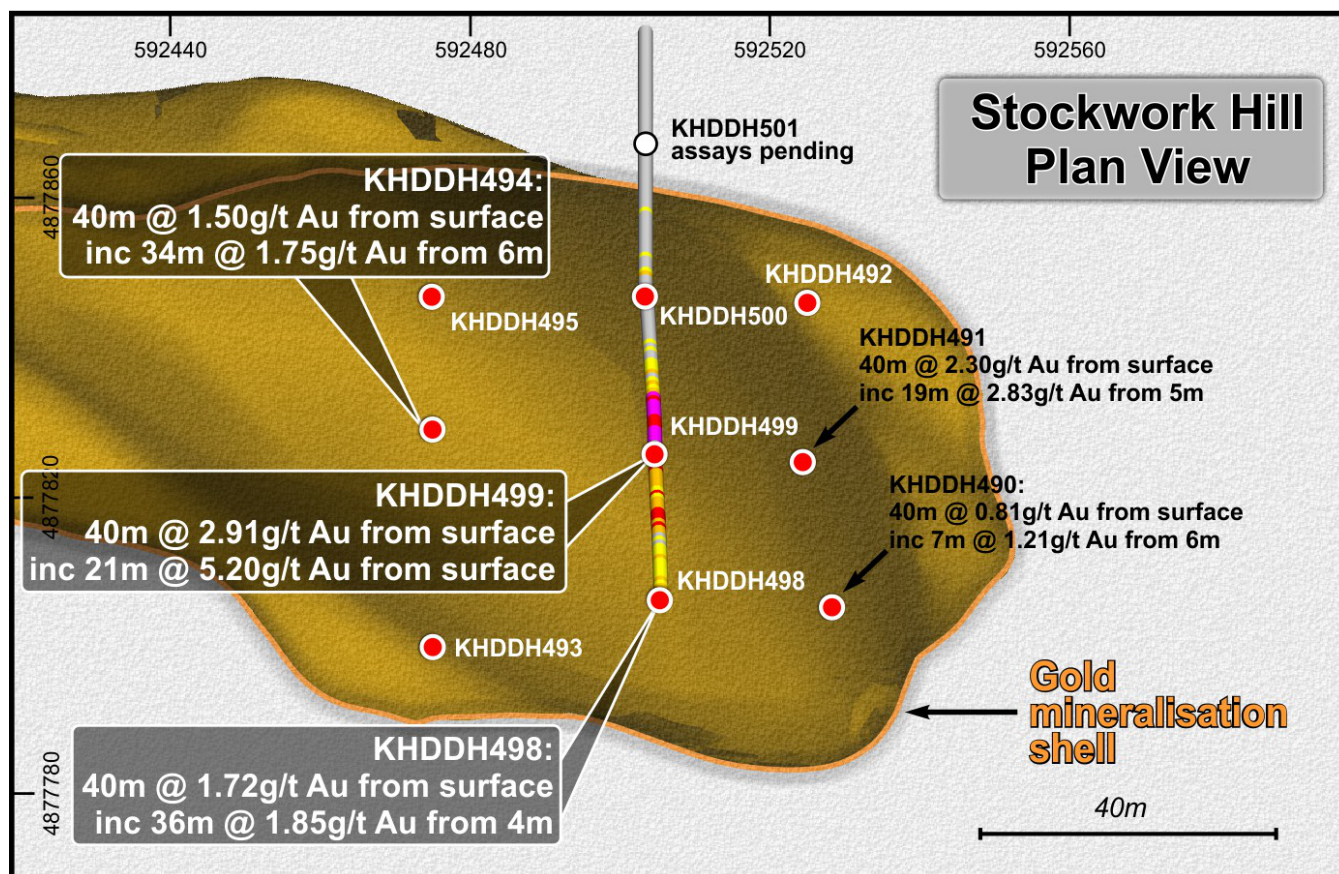 592440
592480
592520
592560
Stockwork Hill
Plan View
KHDDH501
assays pending
4877860
KHDDH494:
40m @ 1.50g/t Au from surface
inc 34m @ 1.75g/t Au from 6m
KHDDH495
KHDDH500
KHDDH492
KHDDH491
40m @ 2.30g/t Au from surface
inc 19m @ 2.83g/t Au from 5m
KHDDH499
4877820
KHDDH499:
40m @ 2.91g/t Au from surface
inc 21m @ 5.20g/t Au from surface
KHDDH490:
40m @ 0.81g/t Au from surface
inc 7m @ 1.21g/t Au from 6m
KHDDH498
KHDDH493
Gold
mineralisation
shell
KHDDH498:
40m @ 1.72g/t Au from surface
inc 36m @ 1.85g/t Au from 4m
4877780
40m